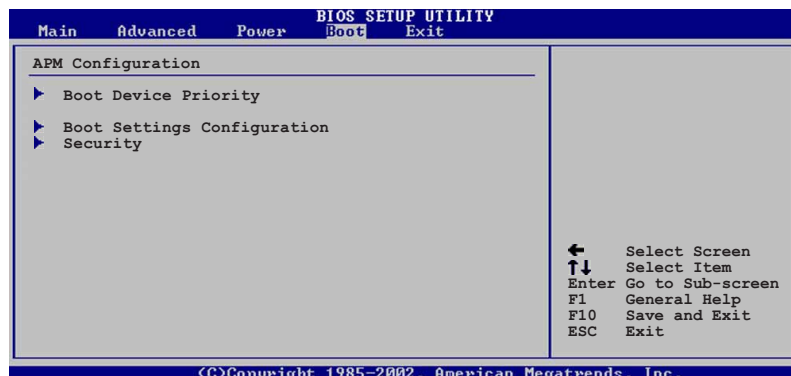 BIOS SETUP UTILITY
Main Advanced Power Boot Exit
APM Configuration
Boot Device Priority
Boot Settings Configuration
Security
Select Screen
Select Item
Enter Go to Sub-screen
F1 General Help
F10 Save and Exit
ESC Exit
(C)Copyright 1985-2002, American Megatrends, Inc.